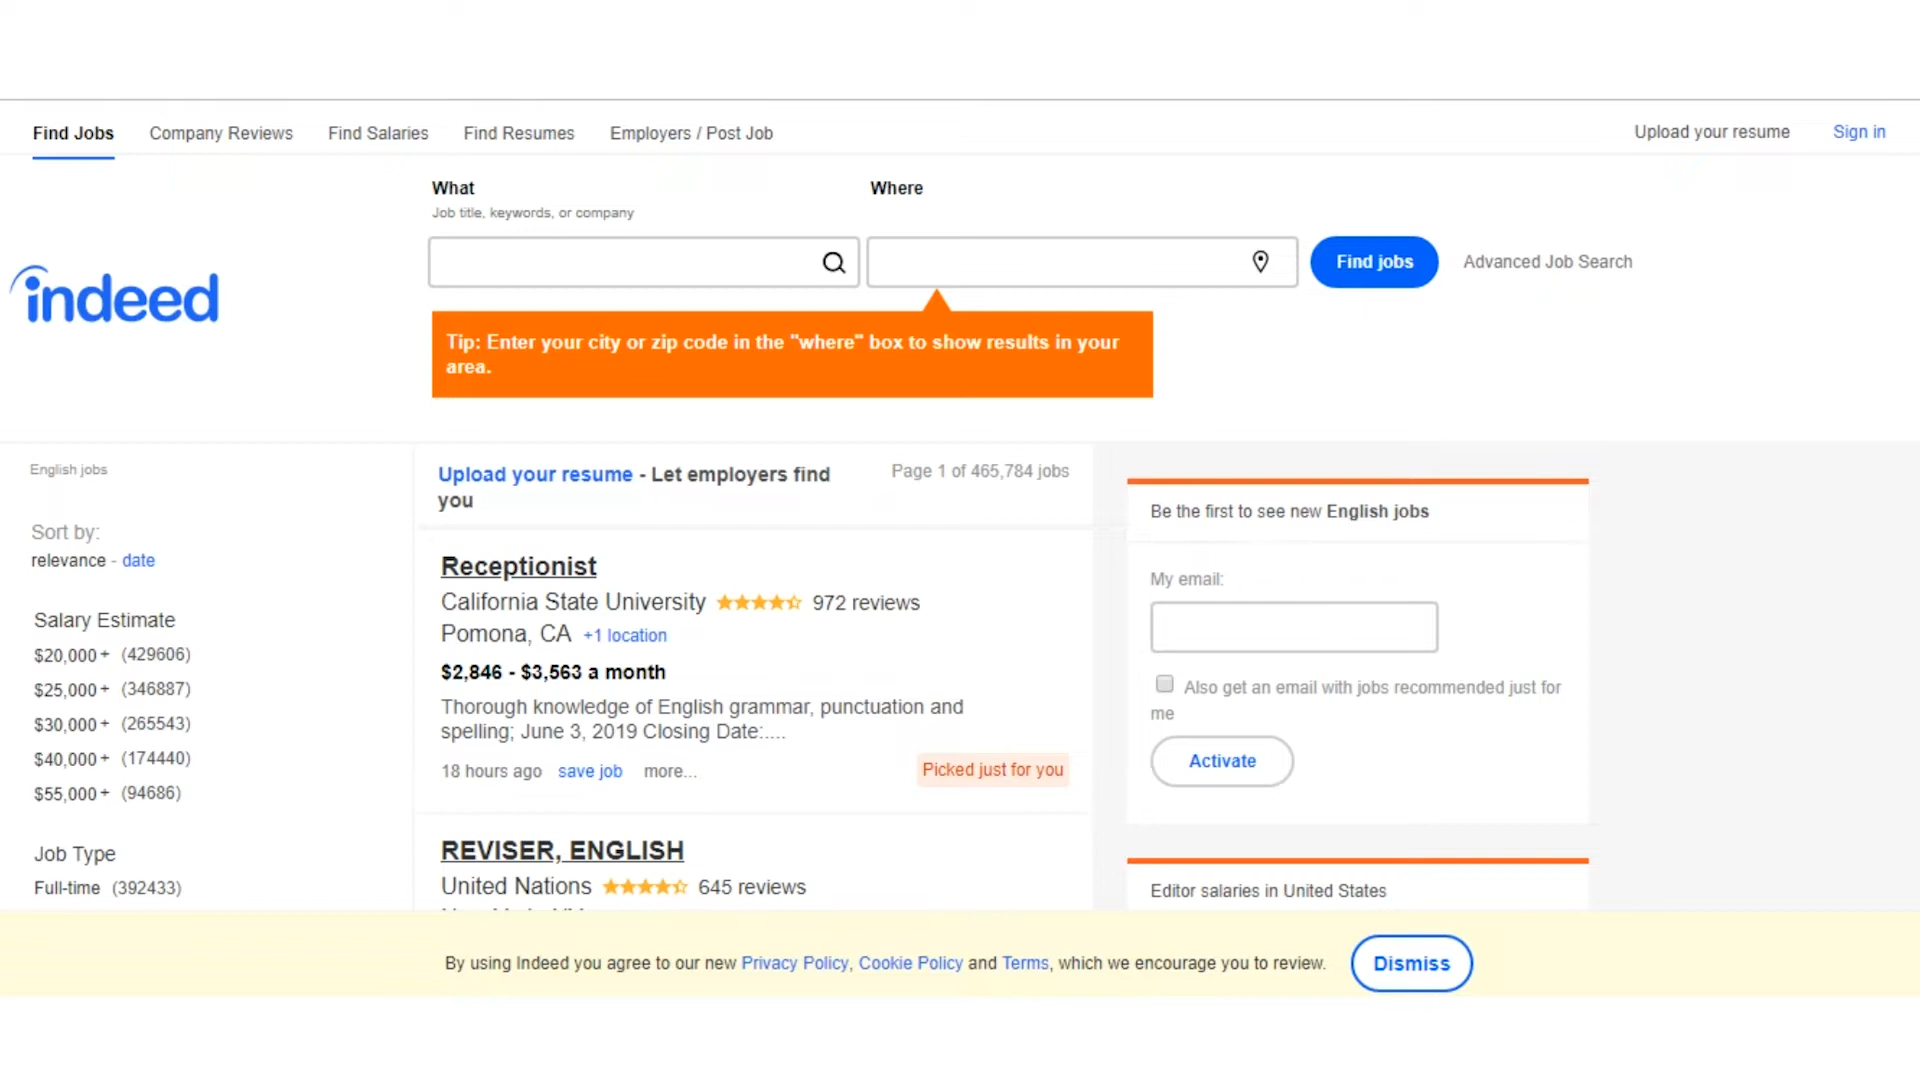 Find Jobs Company Reviews Find Salaries Find Resumes Employers / Post Job Upload your resume Sign in
What Where
Job title, keywords, or company
indeed
Find jobs Advanced Job Search
Tip: Enter your city or zip code in the "where" box to show results in your
area.
English jobs
Sort by:
relevance - date
Salary Estimate
$20,000+ (429606)
$25,000+ (346887)
$30,000+ (265543)
$40,000+ (174440)
$55,000+ (94686)
Job Type
Full-time (392433)
Upload your resume - Let employers find
you
Page 1 of 465,784 jobs
Receptionist
California State University 972 reviews
Pomona, CA +1 location
$2,846 - $3,563 a month
Thorough knowledge of English grammar, punctuation and
spelling; June 3, 2019 Closing Date:....
18 hours ago save job more...
Picked just for you
REVISER, ENGLISH
United Nations 645 reviews
Be the first to see new English jobs
My email:
Also get an email with jobs recommended just for
me
Activate
Editor salaries in United States
By using Indeed you agree to our new Privacy Policy, Cookie Policy and Terms, which we encourage you to review.
Dismiss